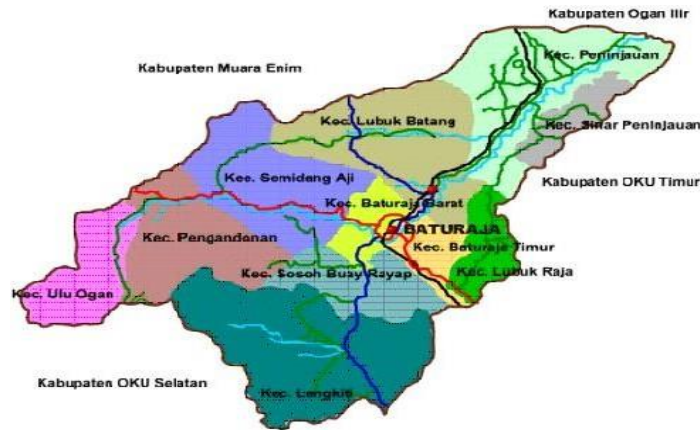 Kabupaten Ogan Ilir
Kec. Peninjauan
Kabupaten Muara Enim
Kec. Lubuk Batang
Kec. Sinar Peninjauan
Kec. Semidang Aji
Kabupaten OKU Timur
Kec. Baturaja Barat
BATURAJA
Kec. Pengandonan
Kec. Baturaja Timur
Kec. Sosoh Buay Rayap
Kec. Lubuk Raja
Kec. Ulu Ogan
Kabupaten OKU Selatan
Kec. Lengkiti